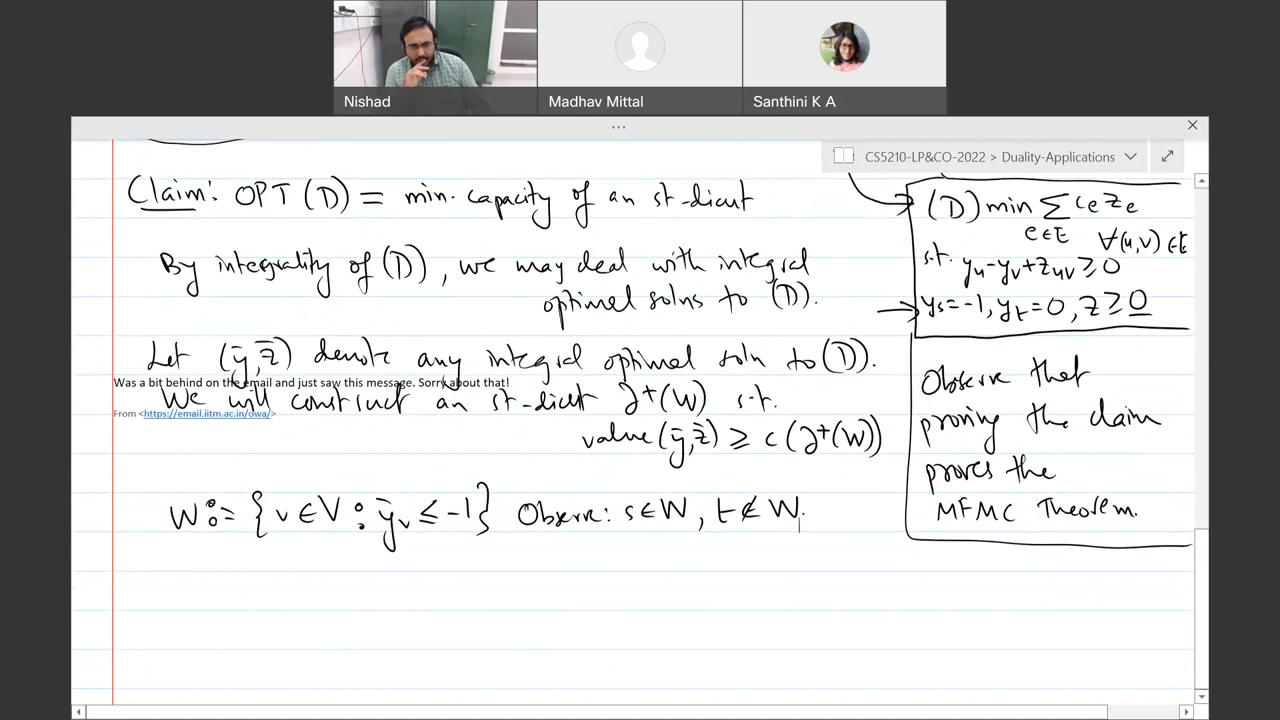 Nishad
Madhav Mittal
Santhini K A
CS5210-LP&CO-2022 > Duality-Applications
Claim: OPT (D) = min. capacity of an st-dicut
By integrality of (D), we may deal with integral
optimal solns to (D).
Let (ȳ, z̄) denote any integral optimal soln to (D).
Was a bit behind on the email and just saw this message. Sorry about that!
We will construct an st-dicut ∂+(W) s.t.
From <https://email.iitm.ac.in/owa/>
value (ȳ, z̄) ≥ c (∂+(W))
W := { v ∈ V : ȳv ≤ -1 } Observe: s ∈ W, t ∉ W.
(D) min ∑ ce ze
e∈E ∀(u,v) ∈ E
s.t. yu - yv + zuv ≥ 0
ys = -1, yt = 0, z ≥ 0
Observe that
proving the claim
proves the
MFMC Theorem.